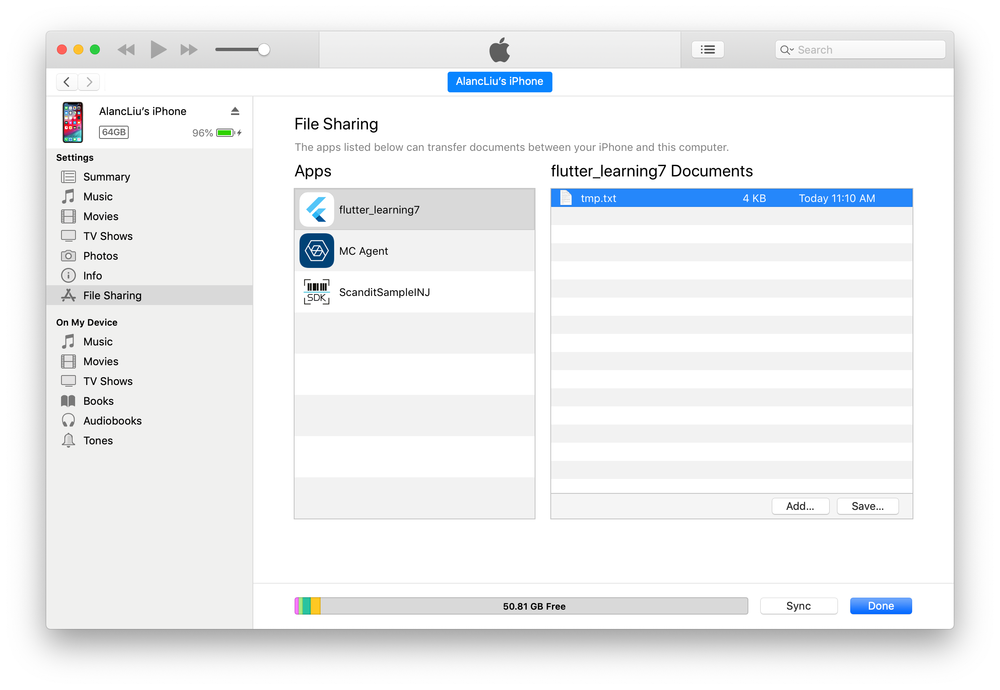 Search
AlancLiu’s iPhone
AlancLiu’s iPhone
64GB 96%
Settings
Summary
Music
Movies
TV Shows
Photos
Info
File Sharing
On My Device
Music
Movies
TV Shows
Books
Audiobooks
Tones
File Sharing
The apps listed below can transfer documents between your iPhone and this computer.
Apps
flutter_learning7
MC Agent
SDK
ScanditSampleINJ
flutter_learning7 Documents
tmp.txt 4 KB Today 11:10 AM
Add...
Save...
50.81 GB Free
Sync
Done